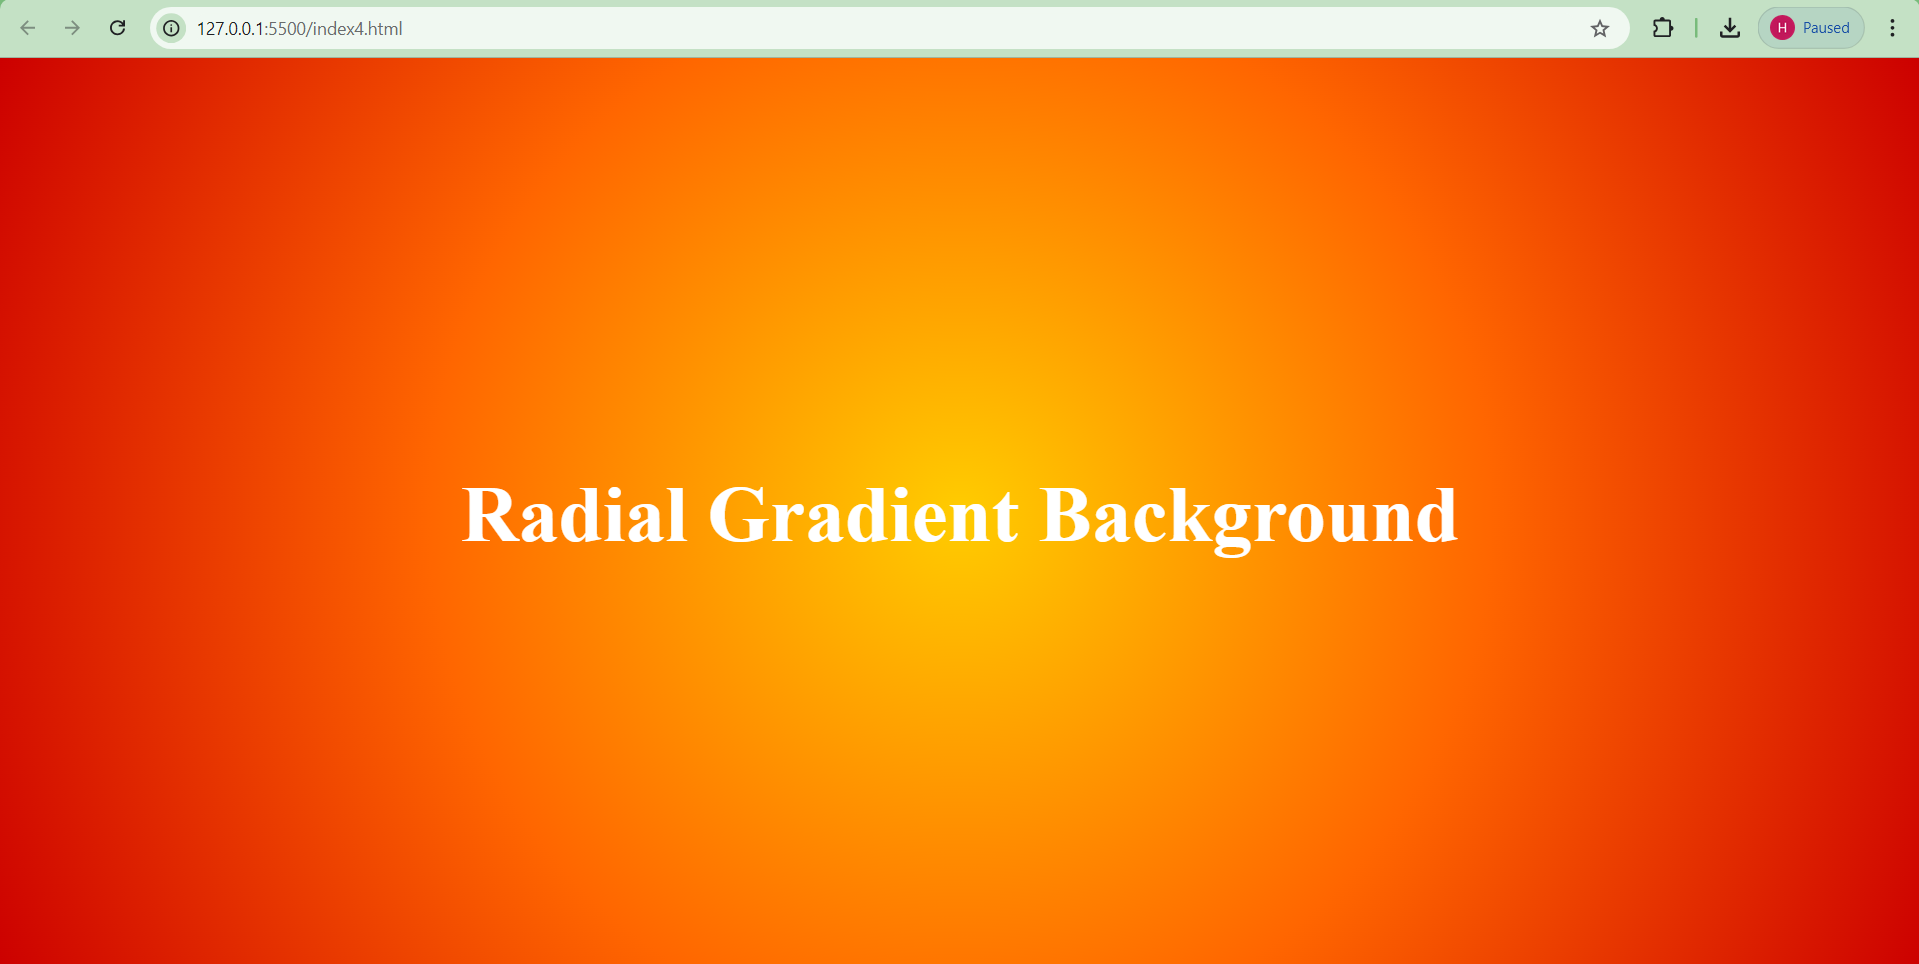 127.0.0.1:5500/index4.html
H Paused
Radial Gradient Background